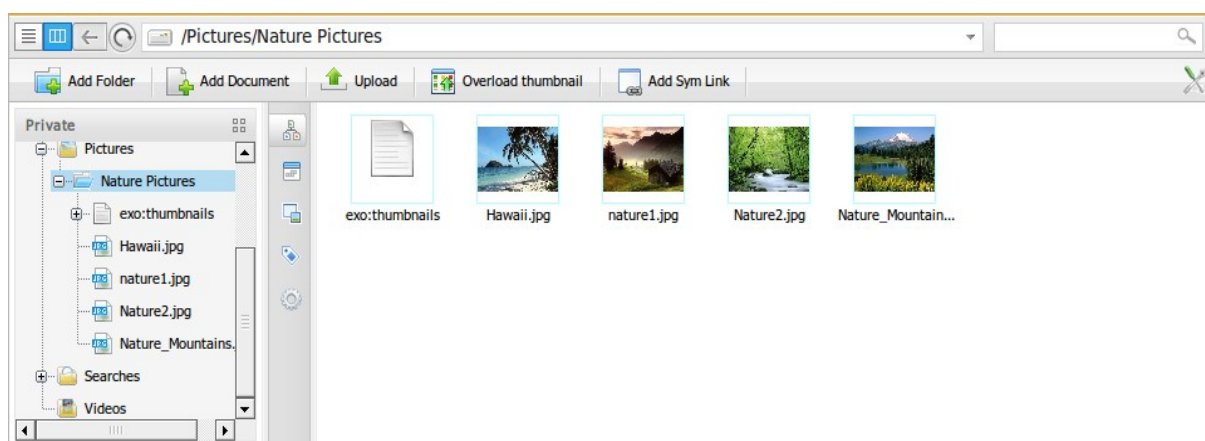 /Pictures/Nature Pictures
Add Folder Add Document Upload Overload thumbnail Add Sym Link
Private
Pictures
Nature Pictures
exo:thumbnails
Hawaii.jpg
nature1.jpg
Nature2.jpg
Nature_Mountains.
Searches
Videos
exo:thumbnails Hawaii.jpg nature1.jpg Nature2.jpg Nature_Mountain...